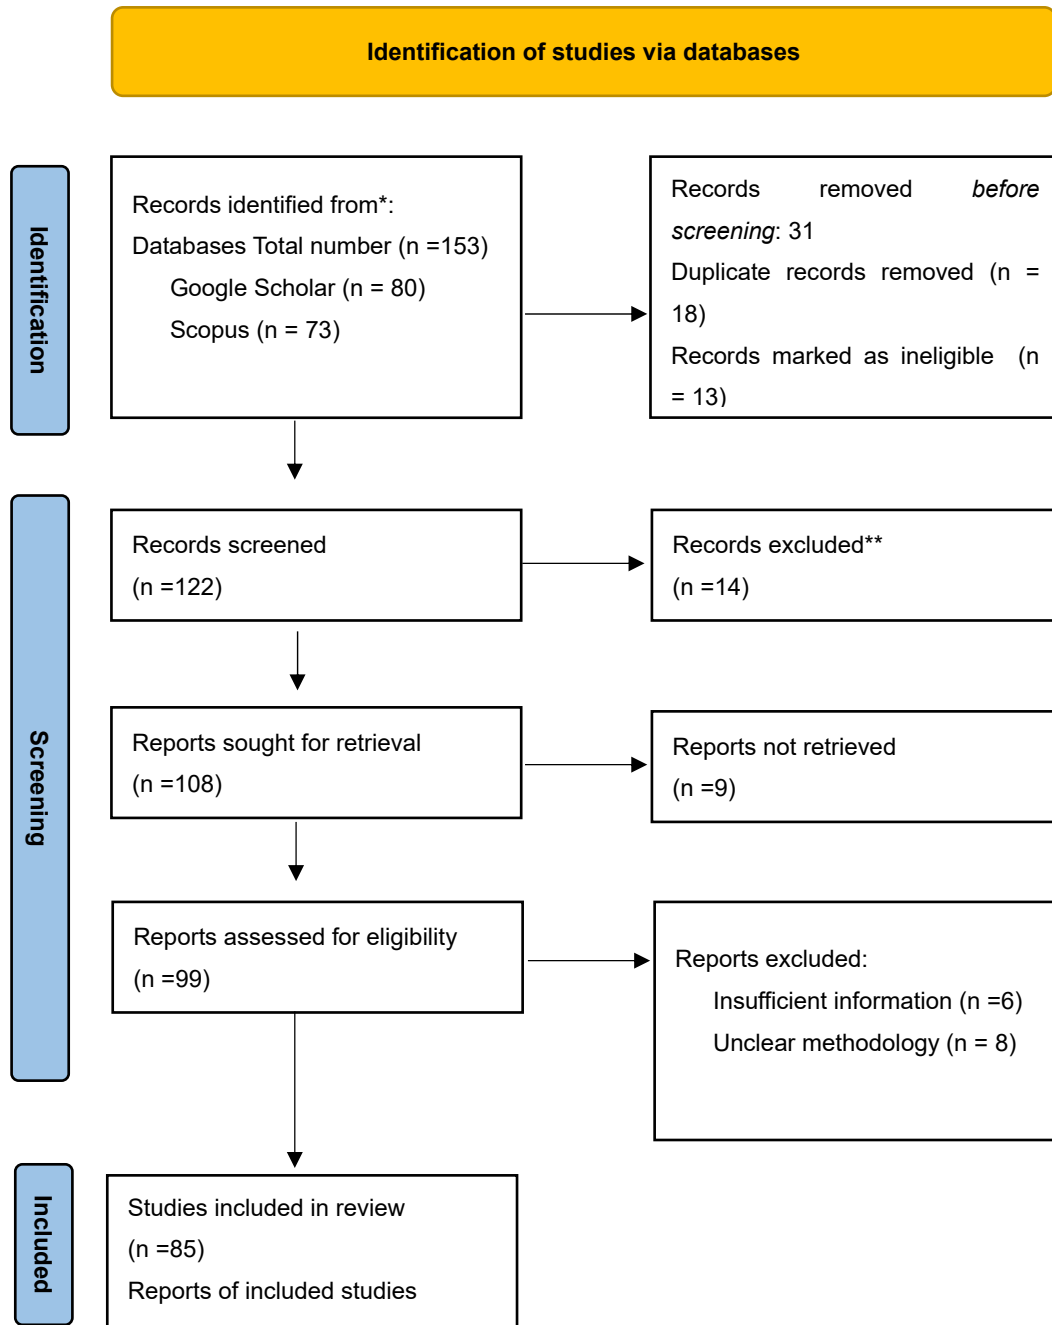 Identification of studies via databases
Identification
Records identified from*:
Databases Total number (n =153)
Google Scholar (n = 80)
Scopus (n = 73)
Records removed before
screening: 31
Duplicate records removed (n =
18)
Records marked as ineligible (n
= 13)
Screening
Records screened
(n =122)
Records excluded**
(n =14)
Reports sought for retrieval
(n =108)
Reports not retrieved
(n =9)
Reports assessed for eligibility
(n =99)
Reports excluded:
Insufficient information (n =6)
Unclear methodology (n = 8)
Included
Studies included in review
(n =85)
Reports of included studies